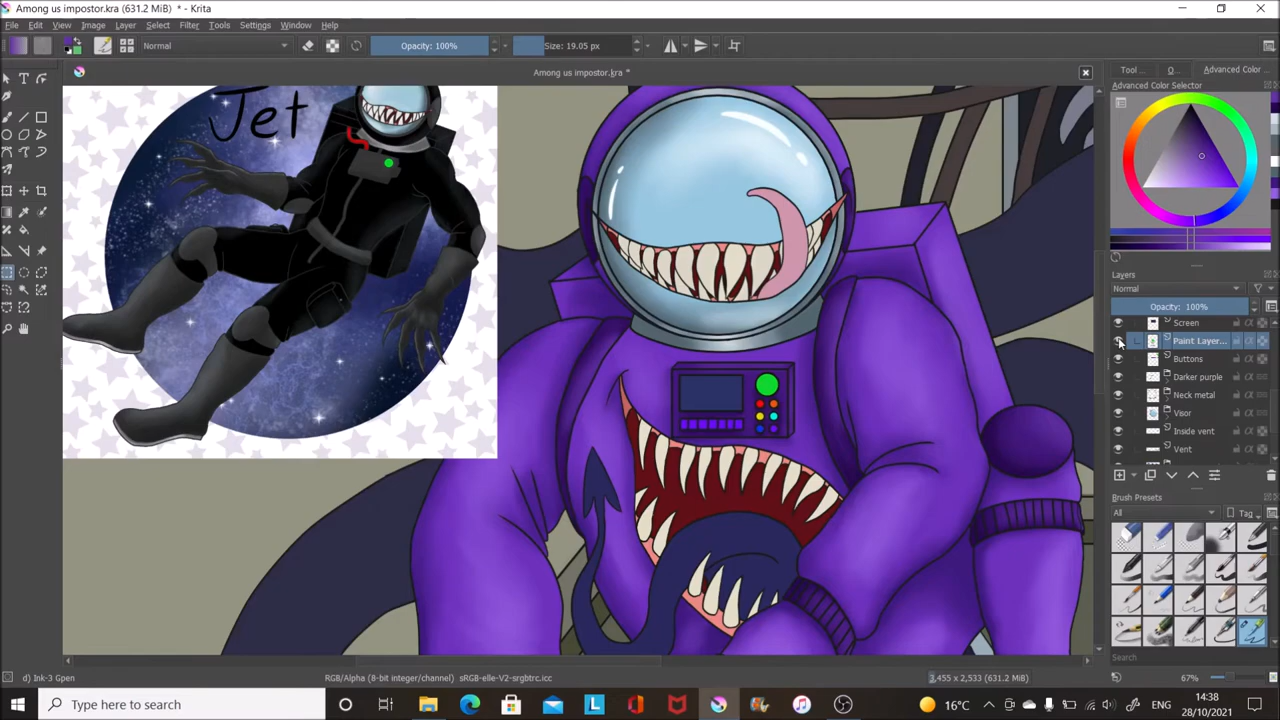 Among us impostor.kra (631.2 MiB) * - Krita
File Edit View Image Layer Select Filter Tools Settings Window Help
Normal
Opacity: 100%
Size: 19.05 px
Among us impostor.kra *
Tool ... Q... Advanced Color ...
Advanced Color Selector
Jet
Layers
Normal
Opacity: 100%
Screen
Paint Layer...
Buttons
Darker purple
Neck metal
Visor
Inside vent
Vent
Brush Presets
All
Tag
Search
d) Ink-3 Gpen
RGB/Alpha (8-bit integer/channel) sRGB-elle-V2-srgbtrc.icc
3,455 x 2,533 (631.2 MiB)
67%
Type here to search
16°C
ENG
14:38
28/10/2021